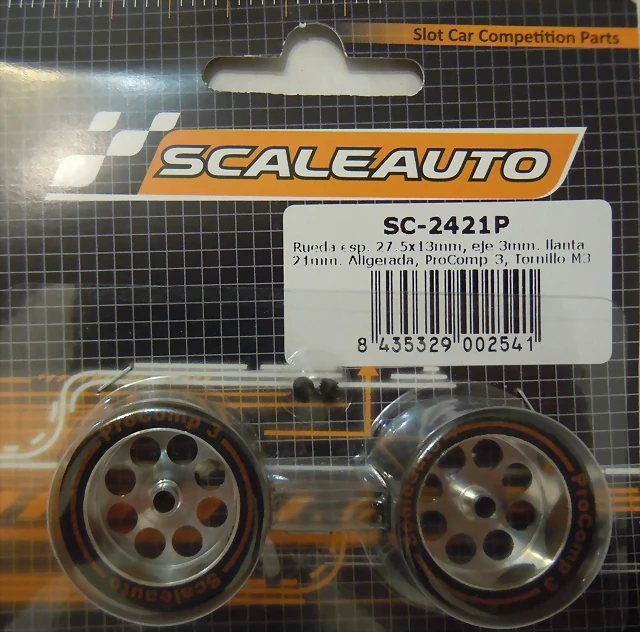 Slot Car Competition Parts
SCALEAUTO
SC-2421P
Rueda esp. 27.5x13mm, eje 3mm. llanta
21mm. Aligerada, ProComp 3, Tornillo M3
8 435329 002541
ProComp 3
Scaleauto
ProComp 3